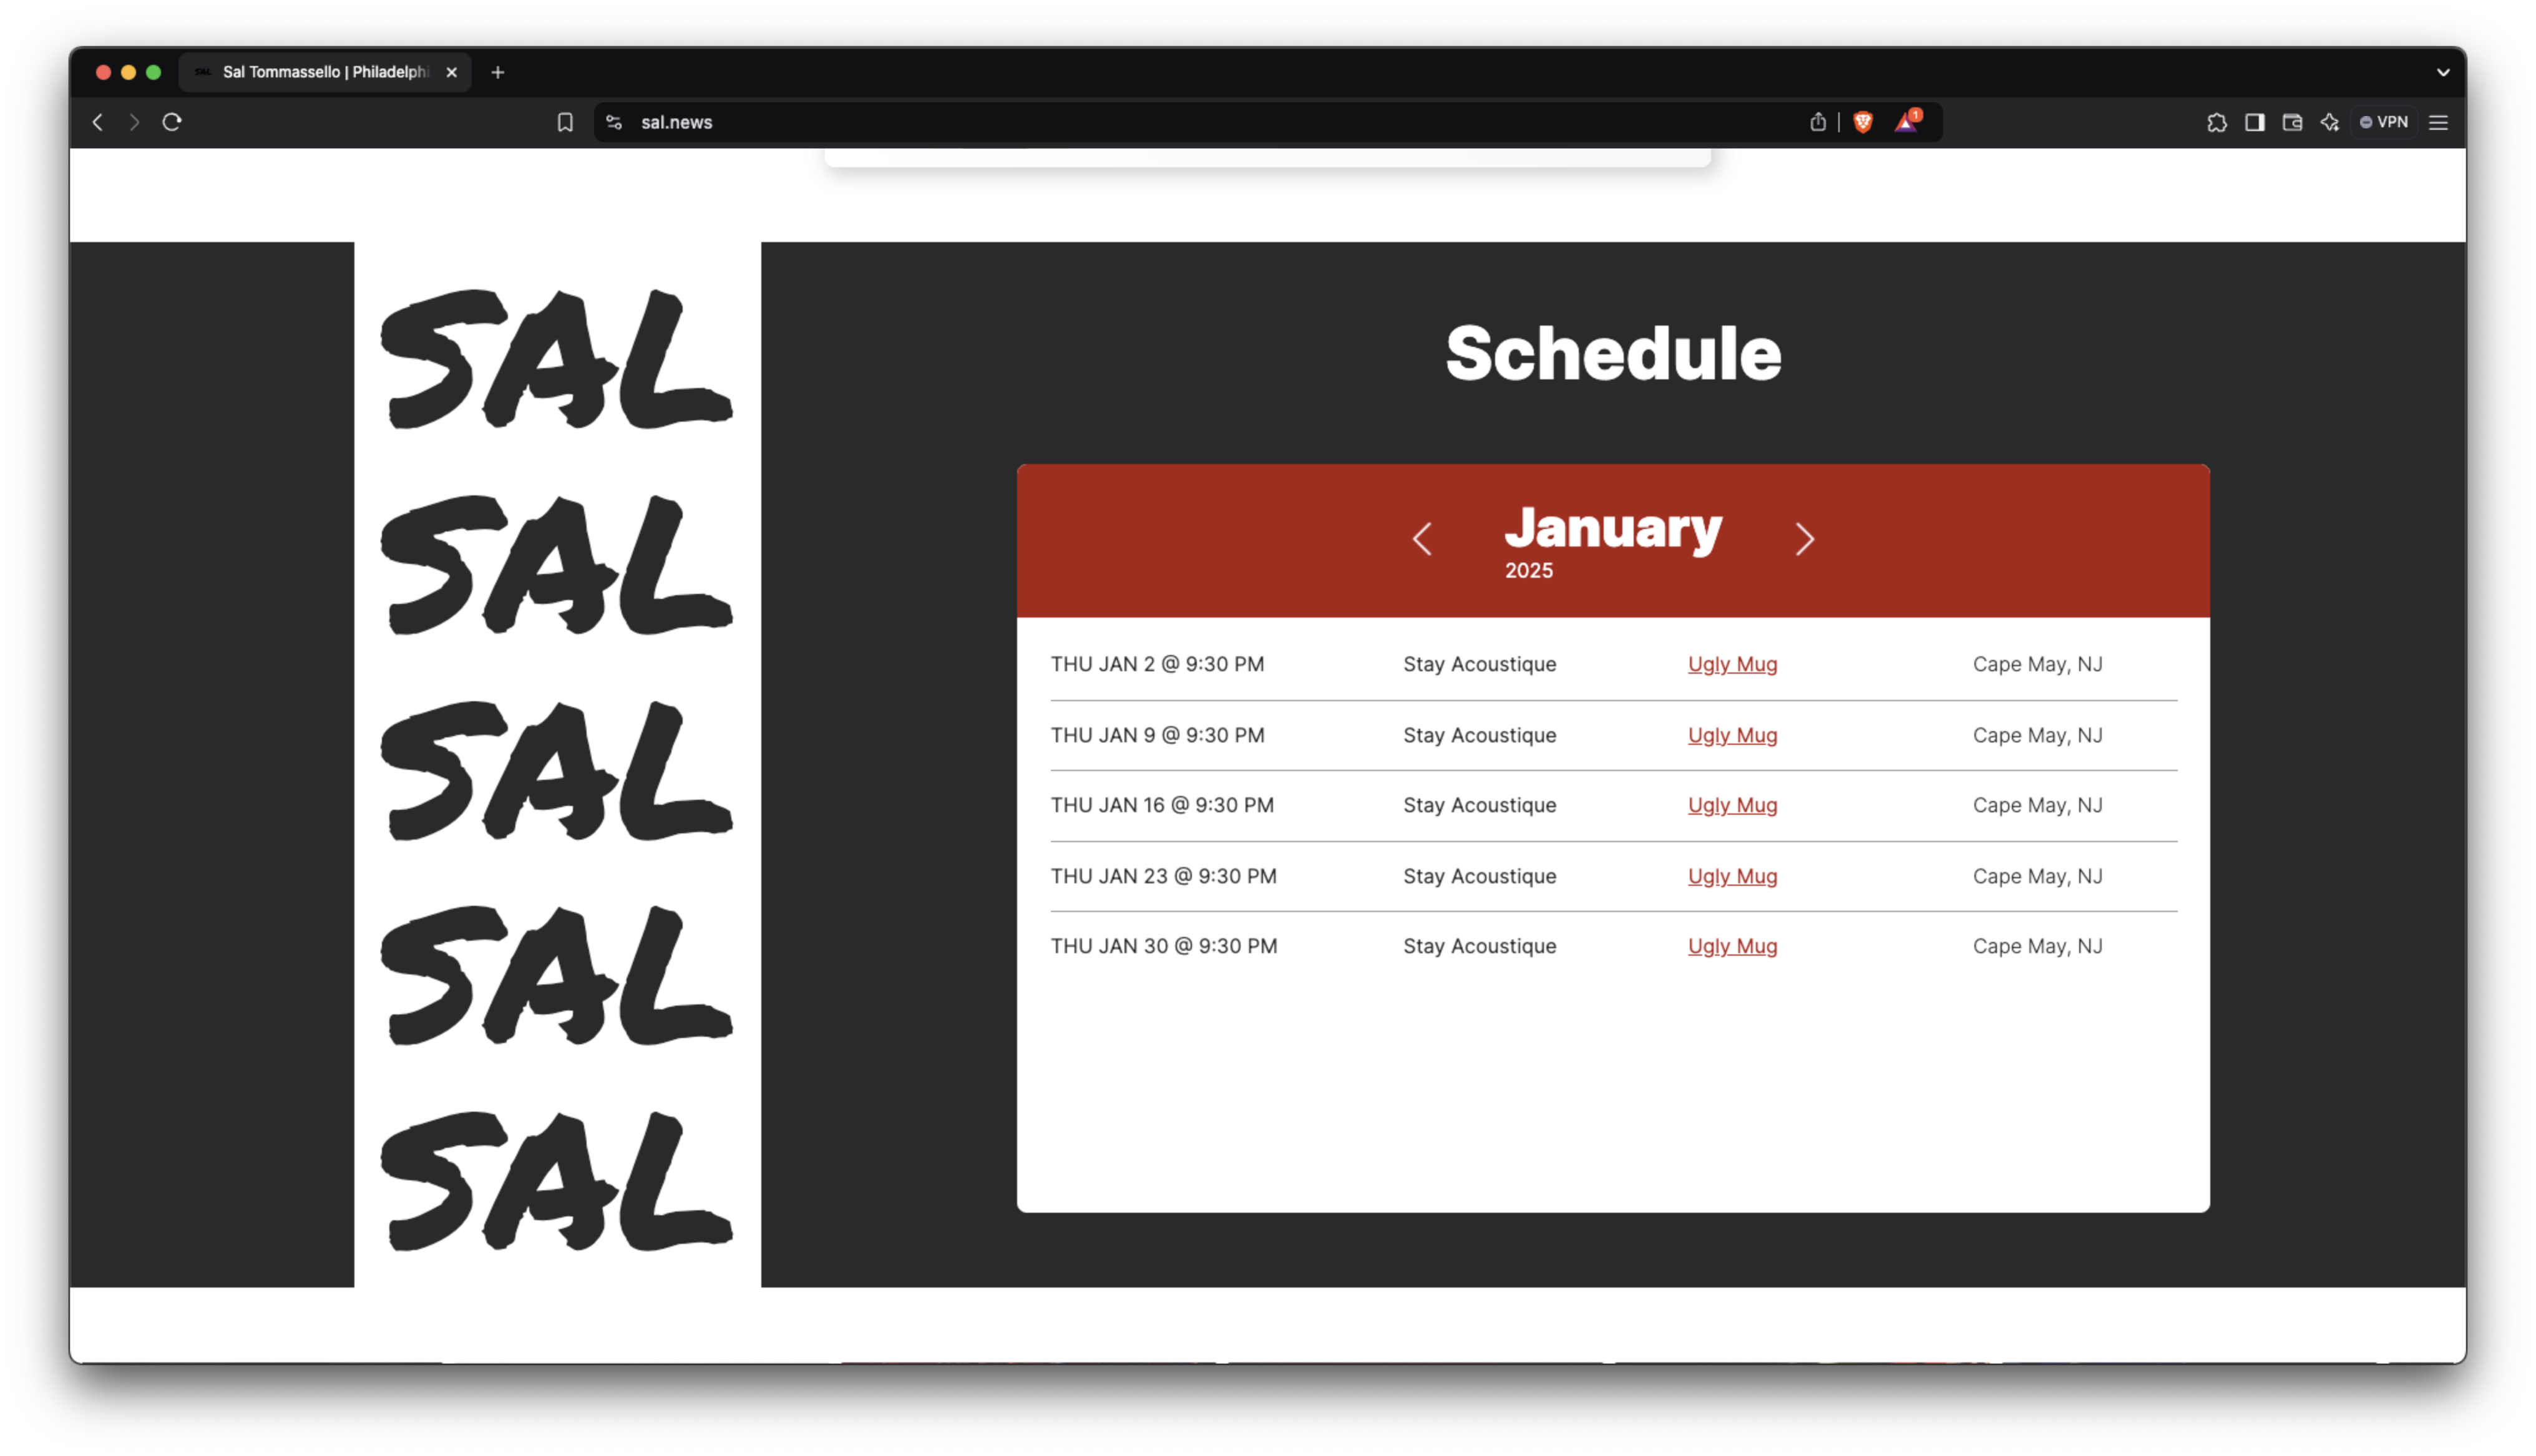 Sal Tommassello | Philadelphi
sal.news
1
VPN
SAL
SAL
SAL
SAL
SAL
Schedule
January
2025
THU JAN 2 @ 9:30 PM Stay Acoustique Ugly Mug Cape May, NJ
THU JAN 9 @ 9:30 PM Stay Acoustique Ugly Mug Cape May, NJ
THU JAN 16 @ 9:30 PM Stay Acoustique Ugly Mug Cape May, NJ
THU JAN 23 @ 9:30 PM Stay Acoustique Ugly Mug Cape May, NJ
THU JAN 30 @ 9:30 PM Stay Acoustique Ugly Mug Cape May, NJ